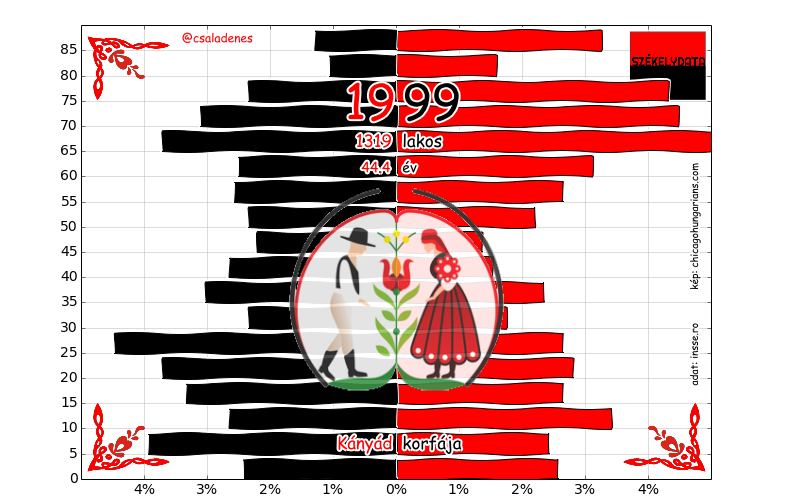 @csaladenes
SZÉKELYDATA
1999
1319 lakos
44.4 év
kép: chicagohungarians.com
adat: insse.ro
Kányád korfája
85
80
75
70
65
60
55
50
45
40
35
30
25
20
15
10
5
0
4% 3% 2% 1% 0% 1% 2% 3% 4%